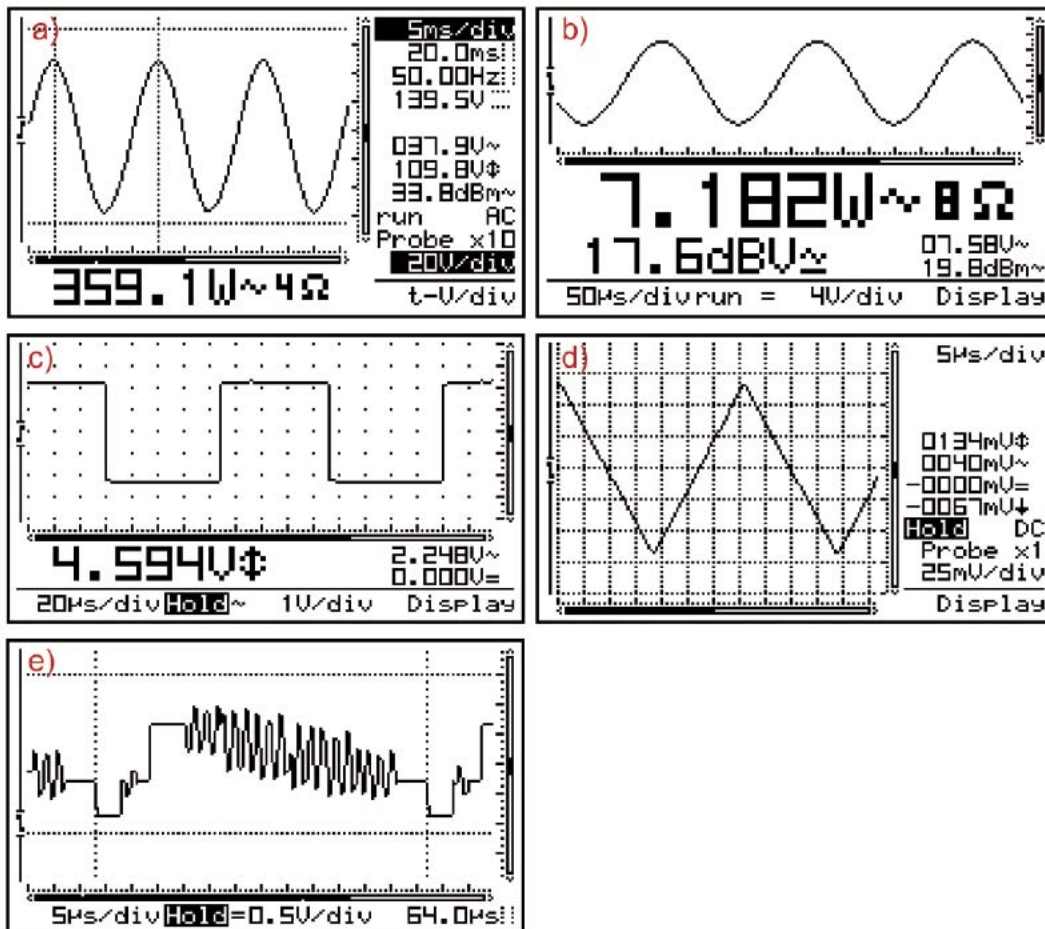 a)
5ms/div
20.0ms
50.00Hz
139.5V
037.9V~
109.8V↕
33.8dBm~
run AC
Probe x10
20V/div
359.1W~4Ω
t-V/div
b)
7.182W~8Ω
17.6dBV≃
07.58V~
19.8dBm~
50µs/div run = 4V/div Display
c)
4.594V↕
2.248V~
0.000V=
20µs/div Hold~ 1V/div Display
d)
5µs/div
0134mV↕
0040mV~
-0000mV=
-0067mV↓
Hold DC
Probe x1
25mV/div
Display
e)
5µs/div Hold=0.5V/div 64.0µs